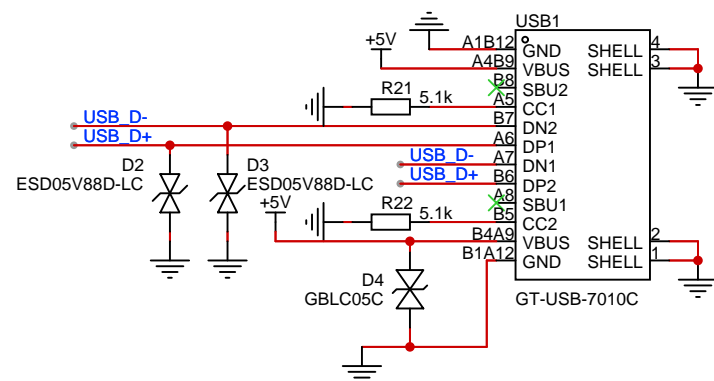 USB1
+5V
A1B12
GND
SHELL
4
A4B9
VBUS
SHELL
3
B8
SBU2
R21
5.1k
A5
CC1
USB_D-
B7
DN2
USB_D+
A6
DP1
D2
D3
USB_D-
A7
DN1
ESD05V88D-LC
ESD05V88D-LC
USB_D+
B6
DP2
+5V
A8
SBU1
R22
5.1k
B5
CC2
B4A9
VBUS
SHELL
2
B1A12
GND
SHELL
1
D4
GBLC05C
GT-USB-7010C